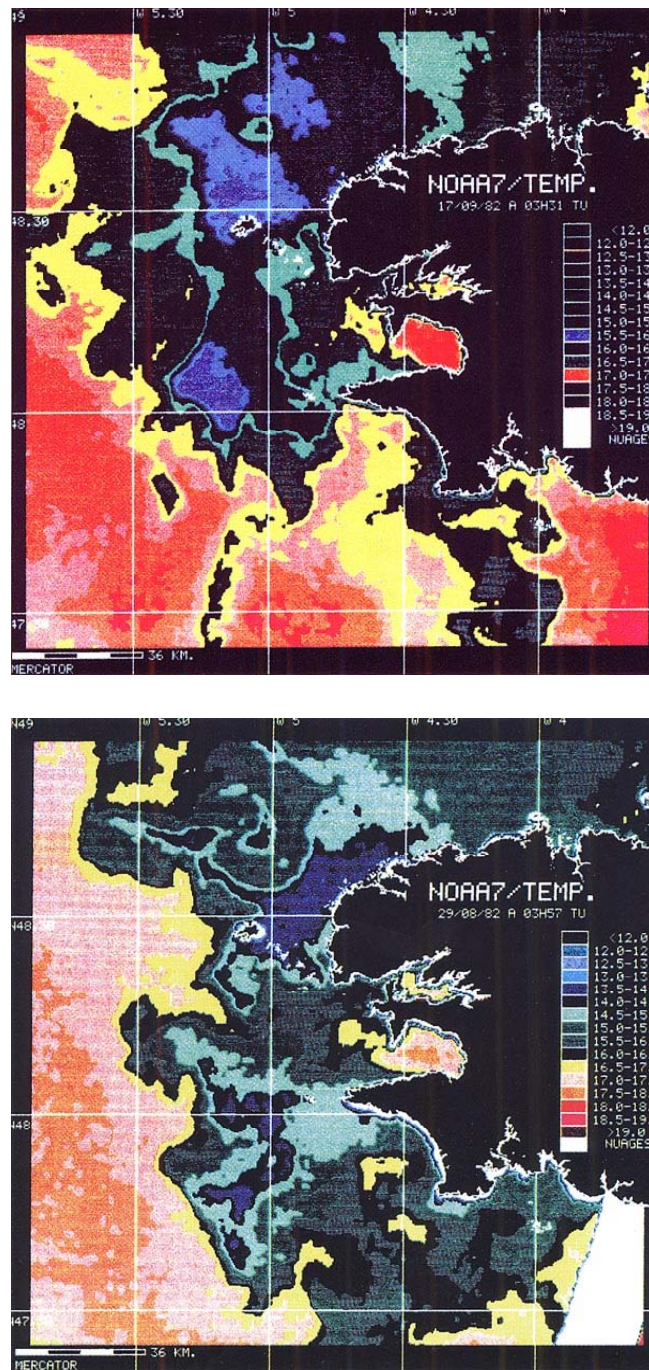 49 W 5.30 W 5 W 4.30 W 4
NOAA7/TEMP.
17/09/82 A 03H31 TU
48.30
<12.0
12.0-12
12.5-13
13.0-13
13.5-14
14.0-14
14.5-15
15.0-15
15.5-16
16.0-16
16.5-17
17.0-17
17.5-18
18.0-18
18.5-19
>19.0
NUAGES
48
47.30
36 KM.
MERCATOR
N49 W 5.30 W 5 W 4.30 W 4
NOAA7/TEMP.
29/08/82 A 03H57 TU
<12.0
12.0-12
12.5-13
13.0-13
13.5-14
14.0-14
14.5-15
15.0-15
15.5-16
16.0-16
16.5-17
17.0-17
17.5-18
18.0-18
18.5-19
>19.0
NUAGES
N48
N47.30
36 KM.
MERCATOR